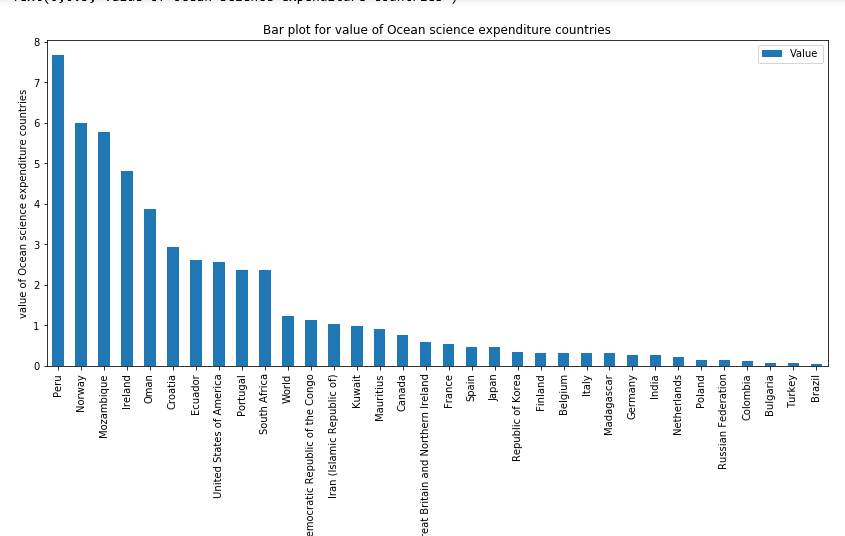 Bar plot for value of Ocean science expenditure countries
Value
value of Ocean science expenditure countries
8
7
6
5
4
3
2
1
0
Peru
Norway
Mozambique
Ireland
Oman
Croatia
Ecuador
United States of America
Portugal
South Africa
World
emocratic Republic of the Congo
Iran (Islamic Republic of)
Kuwait
Mauritius
Canada
reat Britain and Northern Ireland
France
Spain
Japan
Republic of Korea
Finland
Belgium
Italy
Madagascar
Germany
India
Netherlands
Poland
Russian Federation
Colombia
Bulgaria
Turkey
Brazil